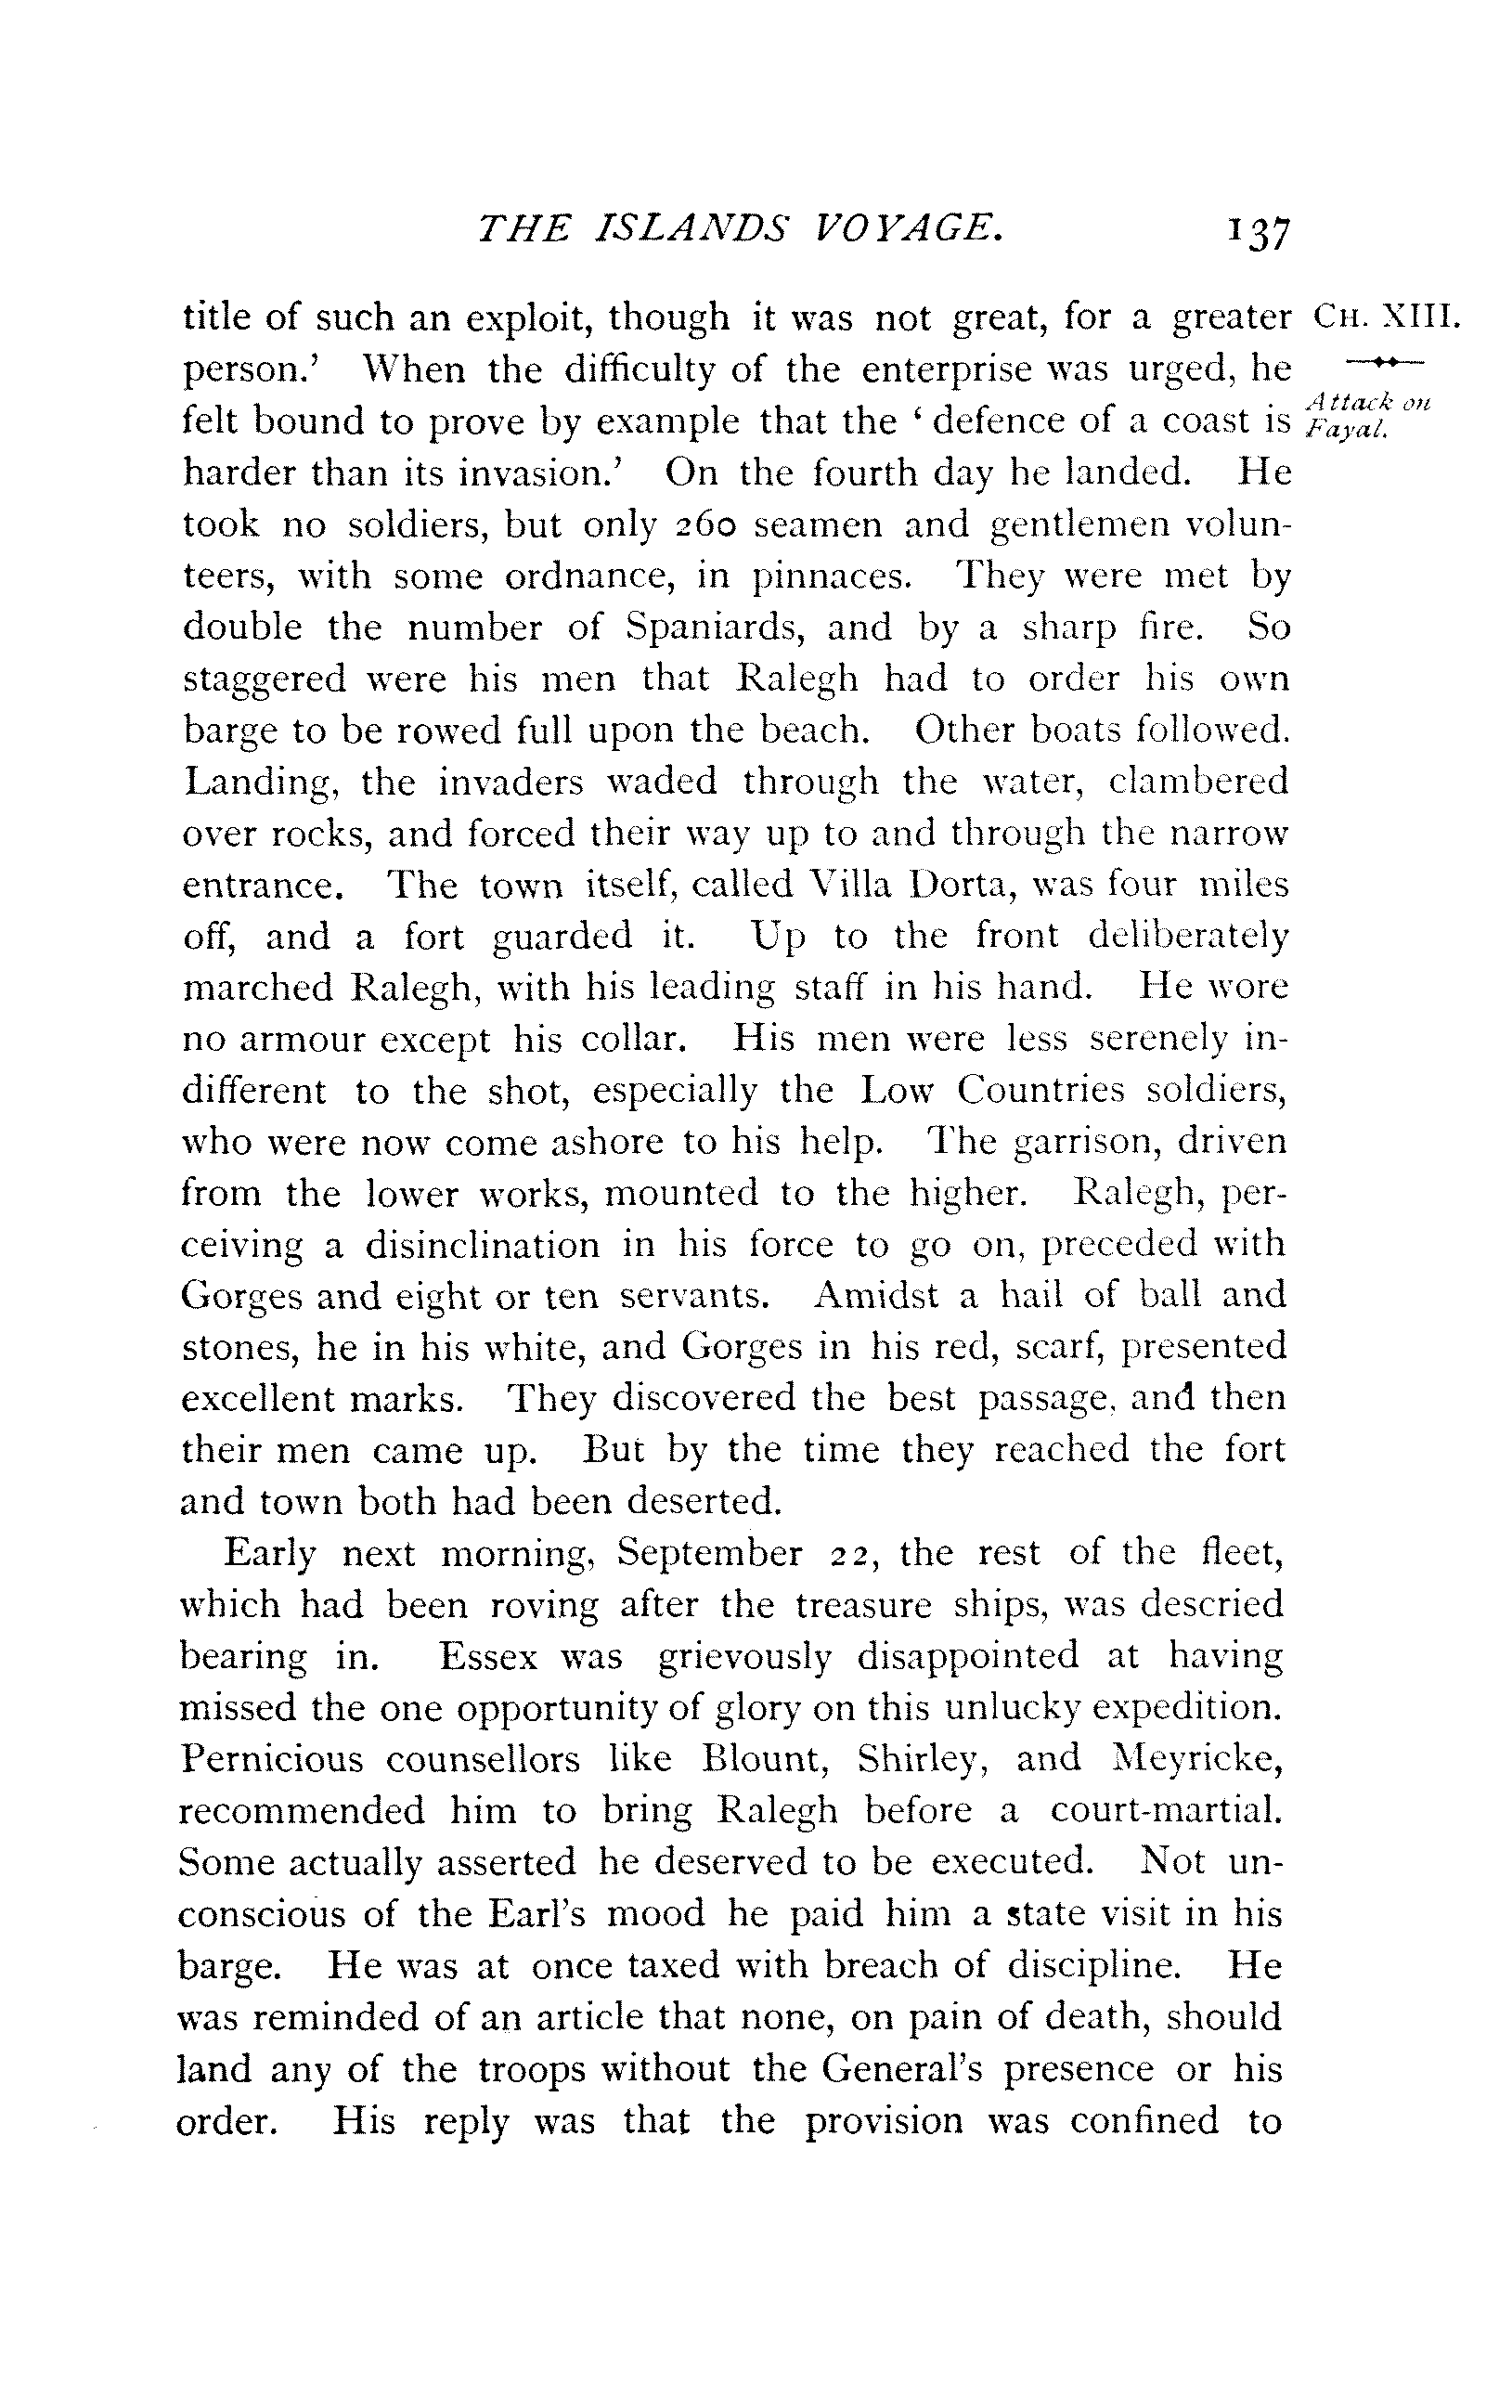 THE ISLANDS VOYAGE. 137
title of such an exploit, though it was not great, for a greater CH. XIII.
person.’ When the difficulty of the enterprise was urged, he
felt bound to prove by example that the ‘ defence of a coast is Attack on
Fayal.
harder than its invasion.’ On the fourth day he landed. He
took no soldiers, but only 260 seamen and gentlemen volun-
teers, with some ordnance, in pinnaces. They were met by
double the number of Spaniards, and by a sharp fire. So
staggered were his men that Ralegh had to order his own
barge to be rowed full upon the beach. Other boats followed.
Landing, the invaders waded through the water, clambered
over rocks, and forced their way up to and through the narrow
entrance. The town itself, called Villa Dorta, was four miles
off, and a fort guarded it. Up to the front deliberately
marched Ralegh, with his leading staff in his hand. He wore
no armour except his collar. His men were less serenely in-
different to the shot, especially the Low Countries soldiers,
who were now come ashore to his help. The garrison, driven
from the lower works, mounted to the higher. Ralegh, per-
ceiving a disinclination in his force to go on, preceded with
Gorges and eight or ten servants. Amidst a hail of ball and
stones, he in his white, and Gorges in his red, scarf, presented
excellent marks. They discovered the best passage, and then
their men came up. But by the time they reached the fort
and town both had been deserted.
Early next morning, September 22, the rest of the fleet,
which had been roving after the treasure ships, was descried
bearing in. Essex was grievously disappointed at having
missed the one opportunity of glory on this unlucky expedition.
Pernicious counsellors like Blount, Shirley, and Meyricke,
recommended him to bring Ralegh before a court-martial.
Some actually asserted he deserved to be executed. Not un-
conscious of the Earl’s mood he paid him a state visit in his
barge. He was at once taxed with breach of discipline. He
was reminded of an article that none, on pain of death, should
land any of the troops without the General’s presence or his
order. His reply was that the provision was confined to